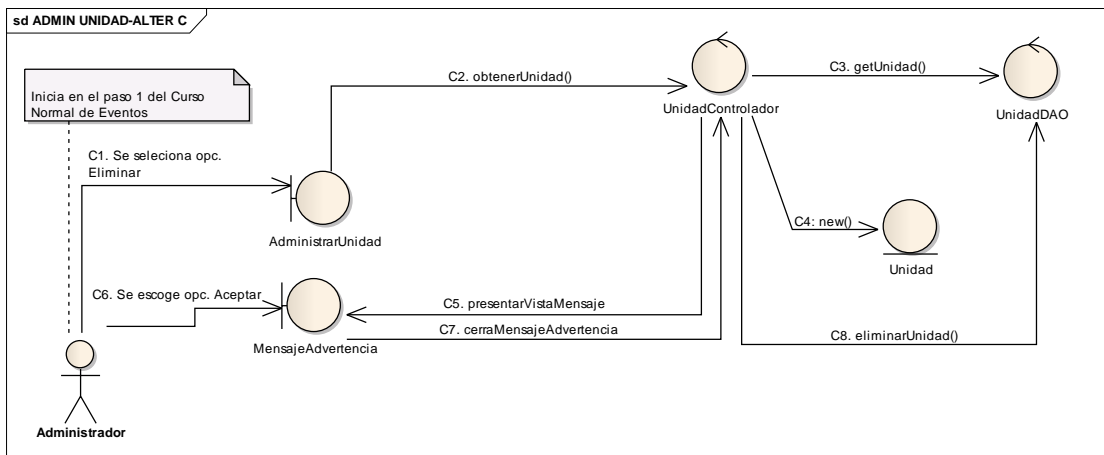 sd ADMIN UNIDAD-ALTER C
Inicia en el paso 1 del Curso
Normal de Eventos
C1. Se seleciona opc.
Eliminar
C2. obtenerUnidad()
UnidadControlador
C3. getUnidad()
UnidadDAO
AdministrarUnidad
C4: new()
Unidad
C6. Se escoge opc. Aceptar
MensajeAdvertencia
C5. presentarVistaMensaje
C7. cerraMensajeAdvertencia
C8. eliminarUnidad()
Administrador